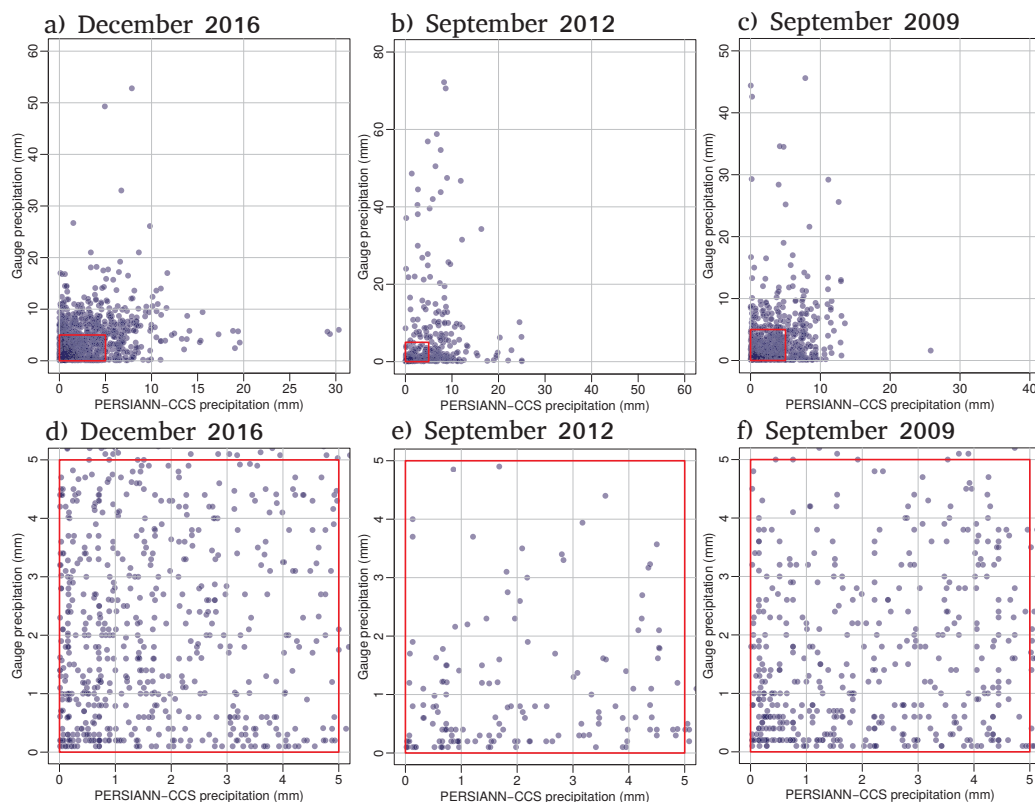 a) December 2016
b) September 2012
c) September 2009
Gauge precipitation (mm)
0 10 20 30 40 50 60
0 5 10 15 20 25 30
PERSIANN−CCS precipitation (mm)
Gauge precipitation (mm)
0 20 40 60 80
0 10 20 30 40 50 60
PERSIANN−CCS precipitation (mm)
Gauge precipitation (mm)
0 10 20 30 40 50
0 10 20 30 40
PERSIANN−CCS precipitation (mm)
d) December 2016
e) September 2012
f) September 2009
Gauge precipitation (mm)
0 1 2 3 4 5
0 1 2 3 4 5
PERSIANN−CCS precipitation (mm)
Gauge precipitation (mm)
0 1 2 3 4 5
0 1 2 3 4 5
PERSIANN−CCS precipitation (mm)
Gauge precipitation (mm)
0 1 2 3 4 5
0 1 2 3 4 5
PERSIANN−CCS precipitation (mm)